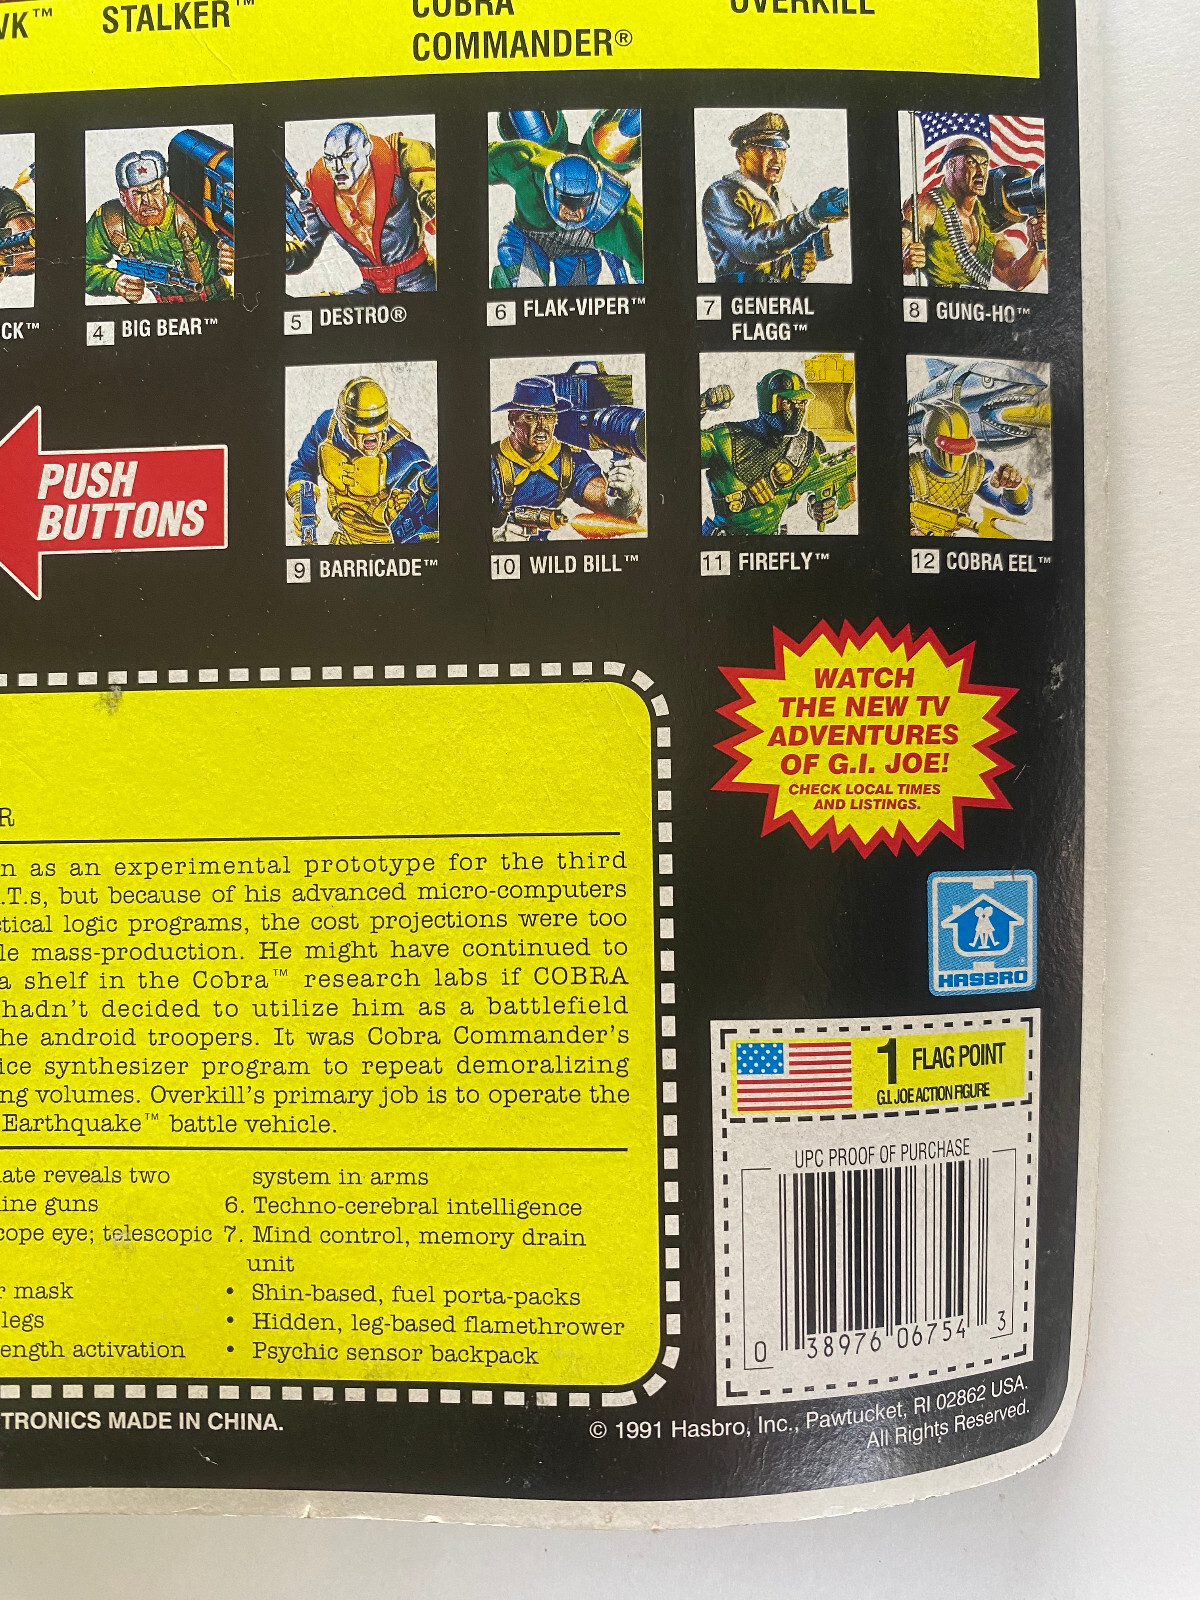 VK™
STALKER™
COBRA
COMMANDER®
OVERKILL
CK™
4 BIG BEAR™
5 DESTRO®
6 FLAK-VIPER™
7 GENERAL
FLAGG™
8 GUNG-HO™
PUSH
BUTTONS
9 BARRICADE™
10 WILD BILL™
11 FIREFLY™
12 COBRA EEL™
WATCH
THE NEW TV
ADVENTURES
OF G.I. JOE!
CHECK LOCAL TIMES
AND LISTINGS.
R
n as an experimental prototype for the third
.T.s, but because of his advanced micro-computers
ctical logic programs, the cost projections were too
le mass-production. He might have continued to
a shelf in the Cobra™ research labs if COBRA
hadn't decided to utilize him as a battlefield
he android troopers. It was Cobra Commander's
ice synthesizer program to repeat demoralizing
ng volumes. Overkill's primary job is to operate the
Earthquake™ battle vehicle.
late reveals two
ine guns
cope eye; telescopic
r mask
legs
ength activation
system in arms
6. Techno-cerebral intelligence
7. Mind control, memory drain
unit
• Shin-based, fuel porta-packs
• Hidden, leg-based flamethrower
• Psychic sensor backpack
HASBRO®
1 FLAG POINT
G.I. JOE ACTION FIGURE
UPC PROOF OF PURCHASE
0 38976 06754 3
TRONICS MADE IN CHINA.
© 1991 Hasbro, Inc., Pawtucket, RI 02862 USA.
All Rights Reserved.